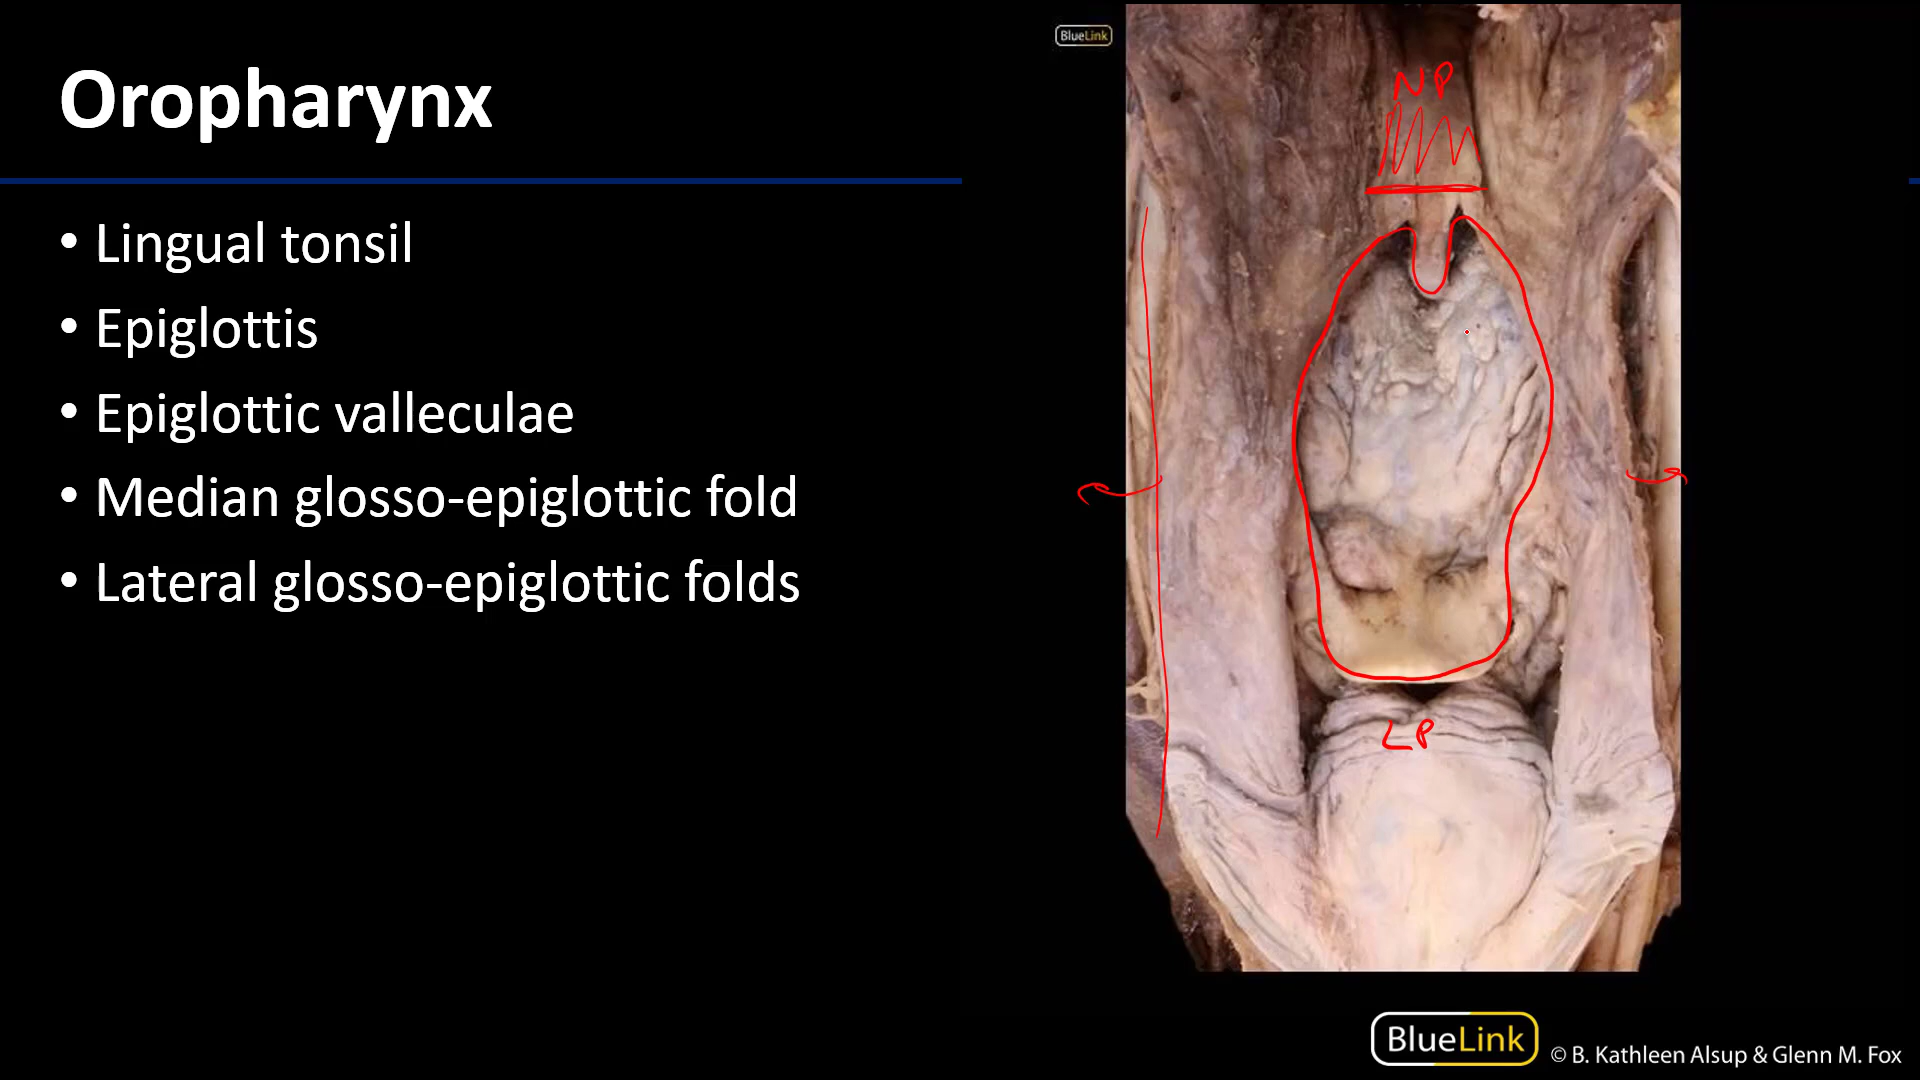 Oropharynx
• Lingual tonsil
• Epiglottis
• Epiglottic valleculae
• Median glosso-epiglottic fold
• Lateral glosso-epiglottic folds
BlueLink
NP
LP
BlueLink
© B. Kathleen Alsup & Glenn M. Fox